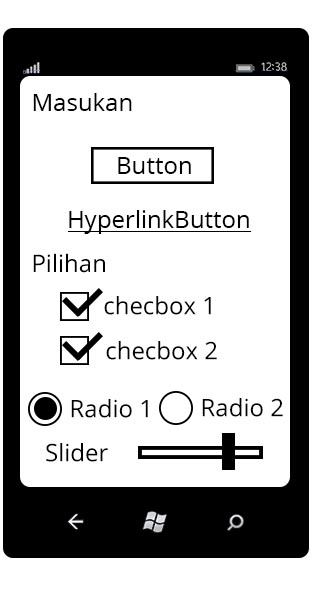 12:38
Masukan
Button
HyperlinkButton
Pilihan
checbox 1
checbox 2
Radio 1 Radio 2
Slider